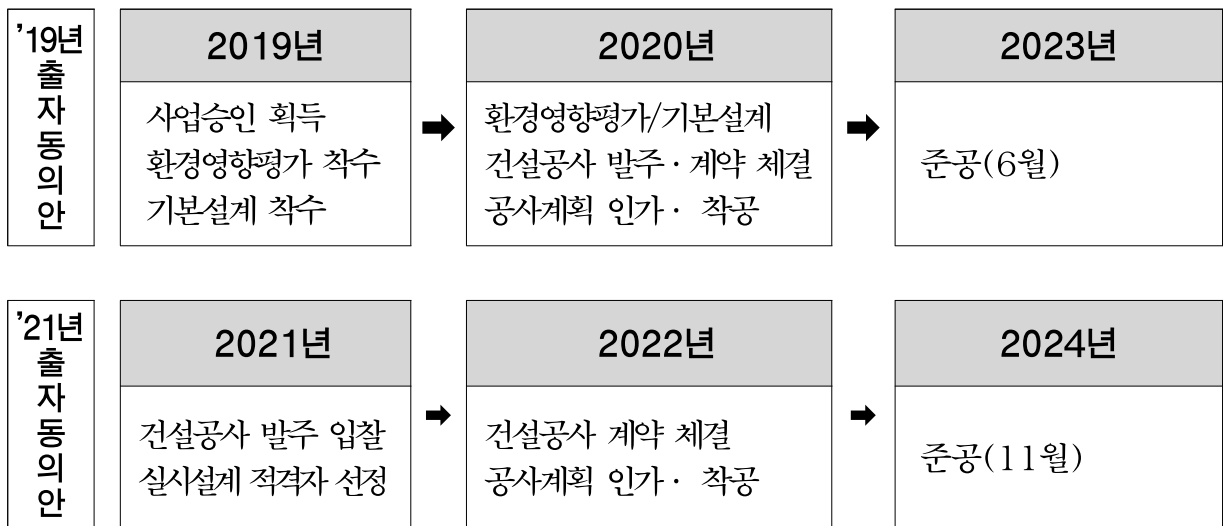 ’19년
출
자
동
의
안
2019년
사업승인 획득
환경영향평가 착수
기본설계 착수
2020년
환경영향평가/기본설계
건설공사 발주·계약 체결
공사계획 인가· 착공
2023년
준공(6월)
’21년
출
자
동
의
안
2021년
건설공사 발주 입찰
실시설계 적격자 선정
2022년
건설공사 계약 체결
공사계획 인가· 착공
2024년
준공(11월)